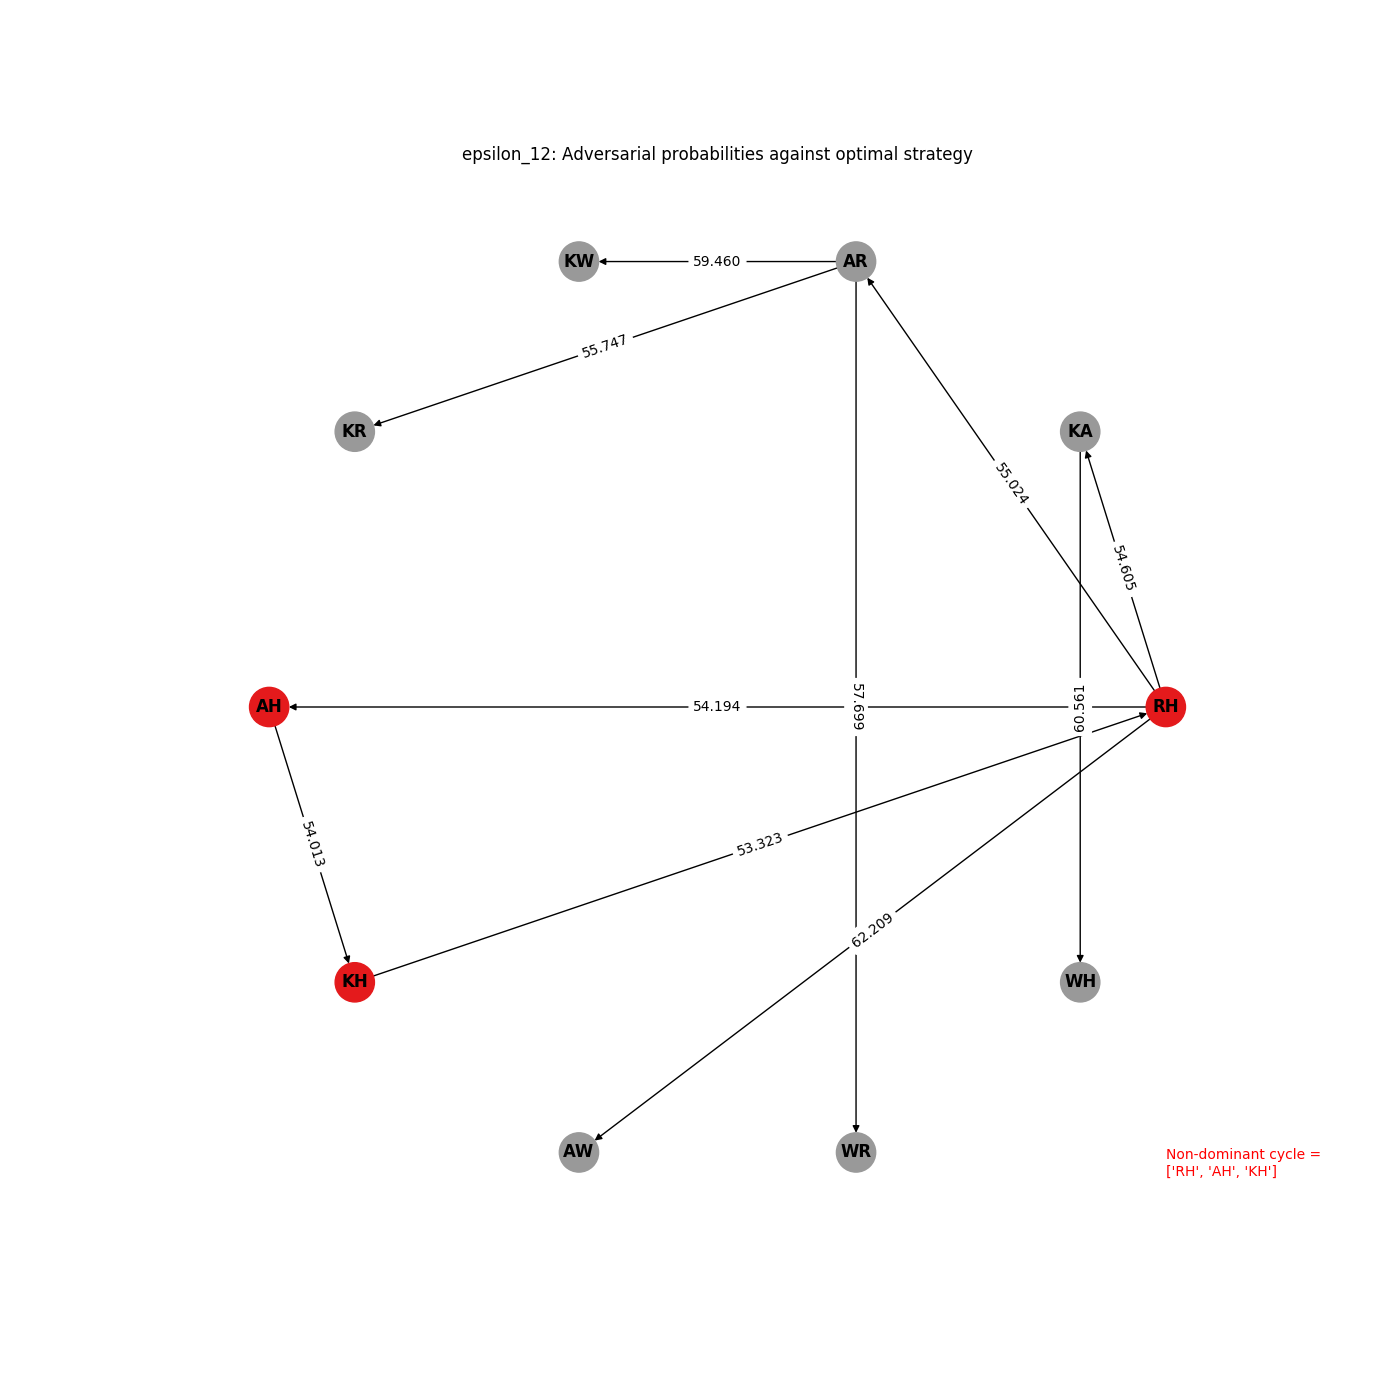 epsilon_12: Adversarial probabilities against optimal strategy
KW
59.460
AR
55.747
KR
KA
55.024
54.605
AH
54.194
57.699
60.561
RH
54.013
53.323
62.209
KH
WH
AW
WR
Non-dominant cycle =
['RH', 'AH', 'KH']